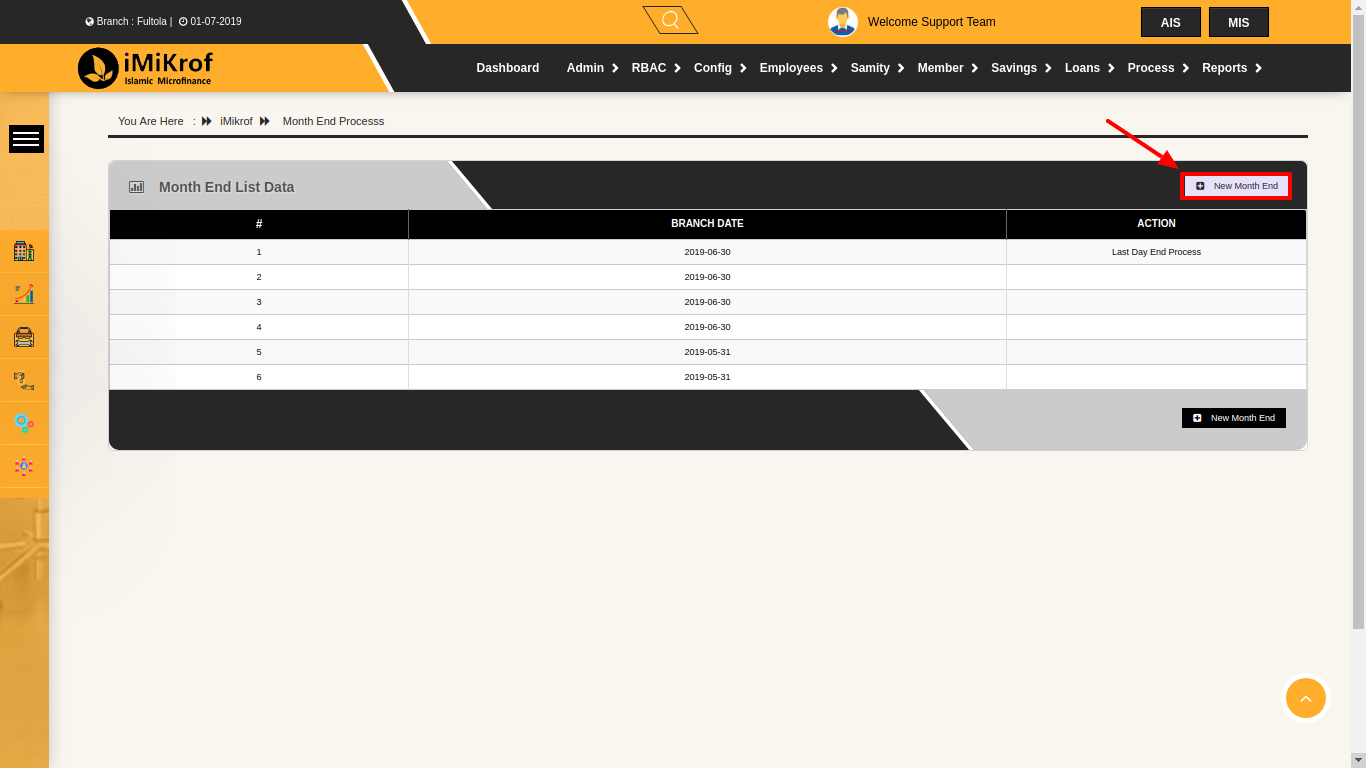 Branch : Fultola | 01-07-2019
Welcome Support Team
AIS
MIS
iMiKrof
Islamic Microfinance
Dashboard Admin RBAC Config Employees Samity Member Savings Loans Process Reports
You Are Here : iMikrof Month End Processs
Month End List Data
New Month End
# BRANCH DATE ACTION
1 2019-06-30 Last Day End Process
2 2019-06-30
3 2019-06-30
4 2019-06-30
5 2019-05-31
6 2019-05-31
New Month End